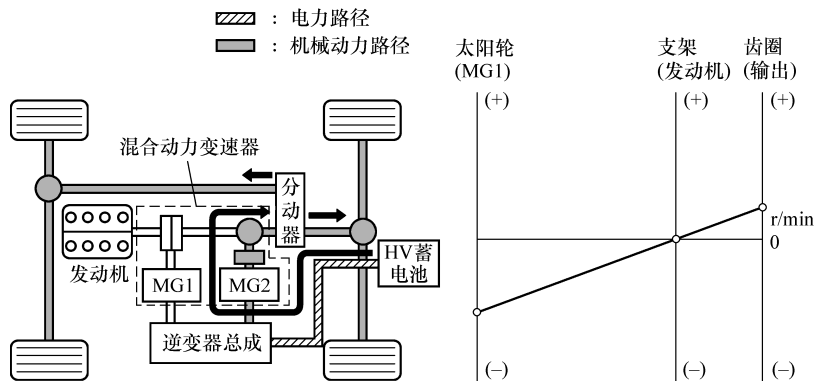 ：电力路径
：机械动力路径
混合动力变速器
分动器
发动机
MG1
MG2
HV蓄
电池
逆变器总成
太阳轮
(MG1)
支架
(发动机)
齿圈
(输出)
(+)
(+)
(+)
r/min
0
(–)
(–)
(–)